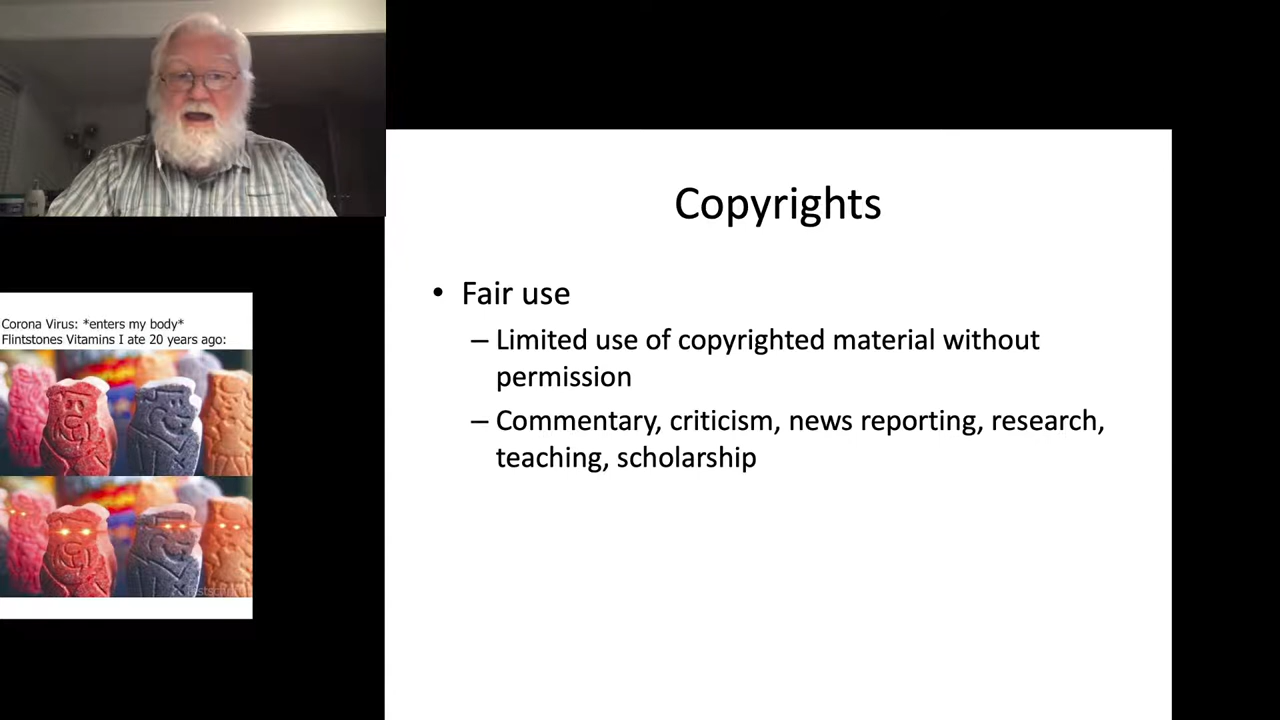 Copyrights
• Fair use
– Limited use of copyrighted material without
permission
– Commentary, criticism, news reporting, research,
teaching, scholarship
Corona Virus: *enters my body*
Flintstones Vitamins I ate 20 years ago: